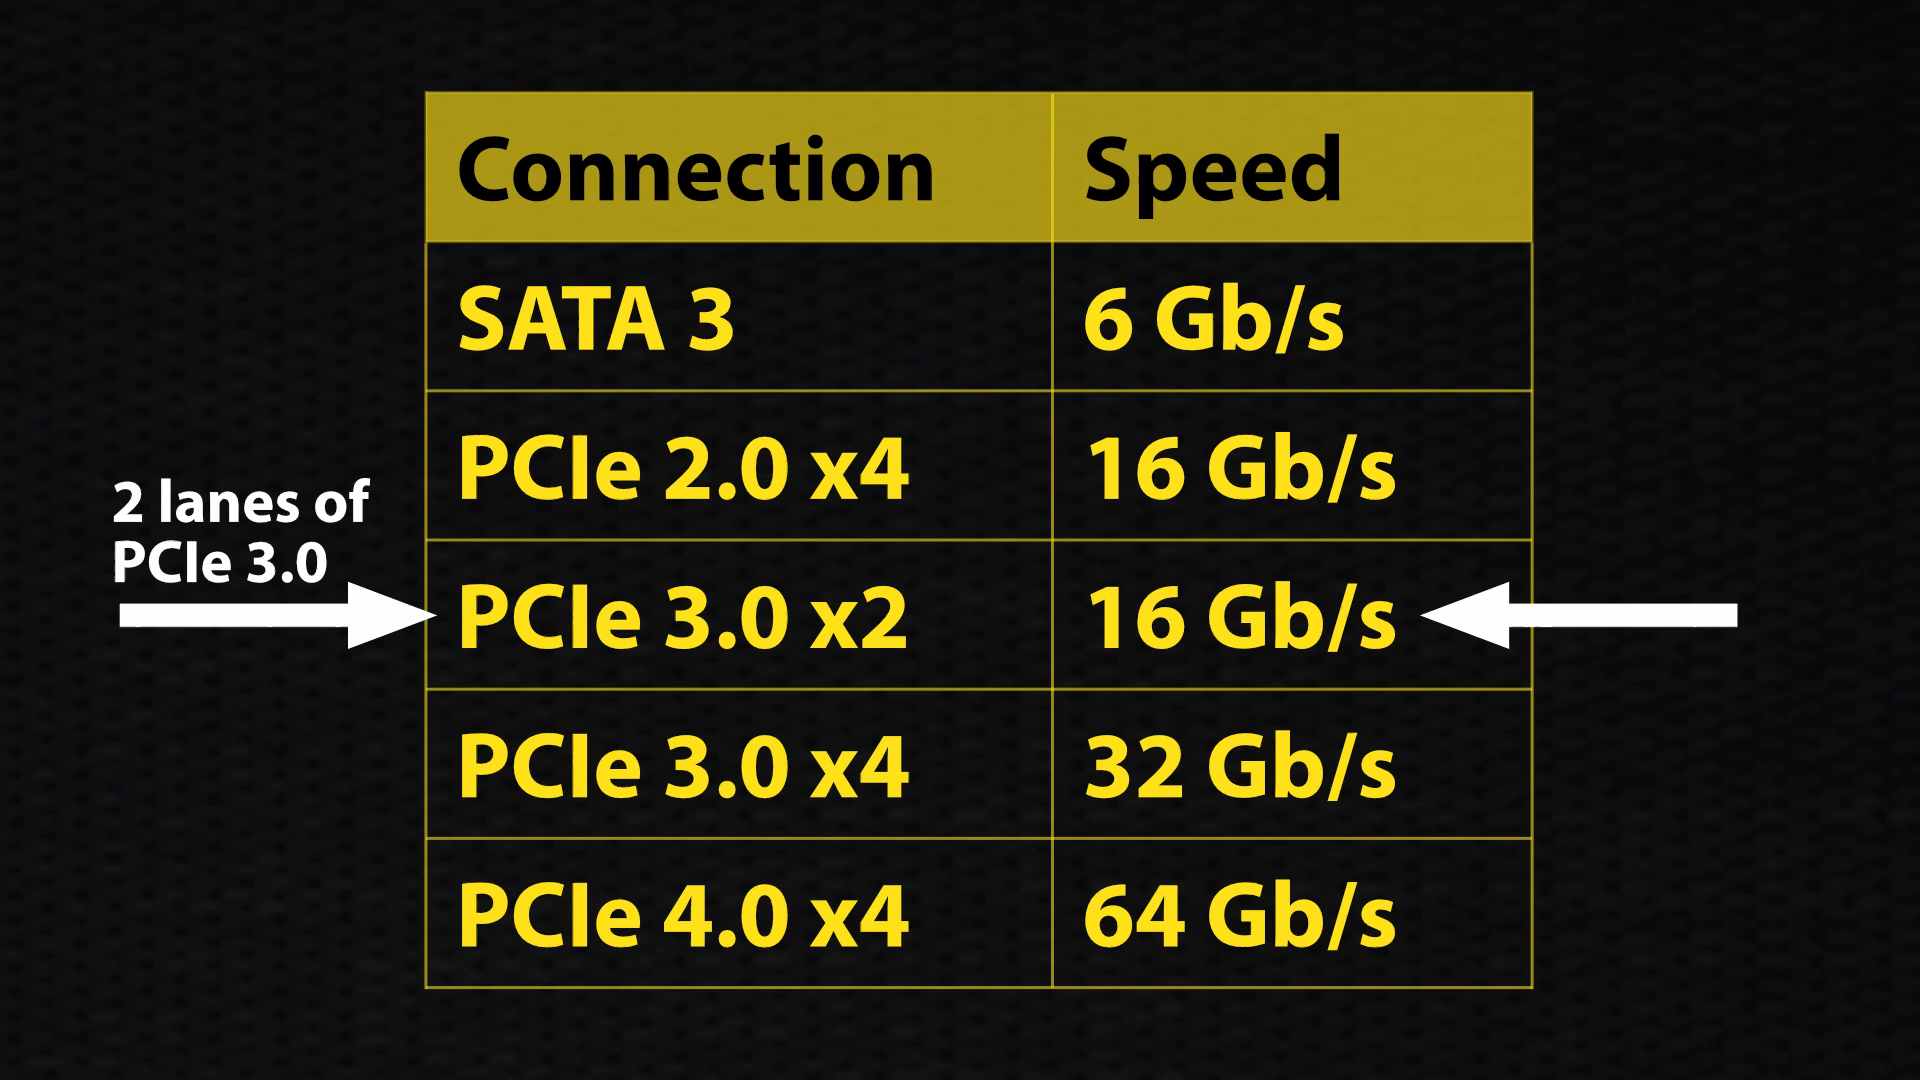 Connection Speed
SATA 3 6 Gb/s
PCIe 2.0 x4 16 Gb/s
2 lanes of
PCIe 3.0
PCIe 3.0 x2 16 Gb/s
PCIe 3.0 x4 32 Gb/s
PCIe 4.0 x4 64 Gb/s